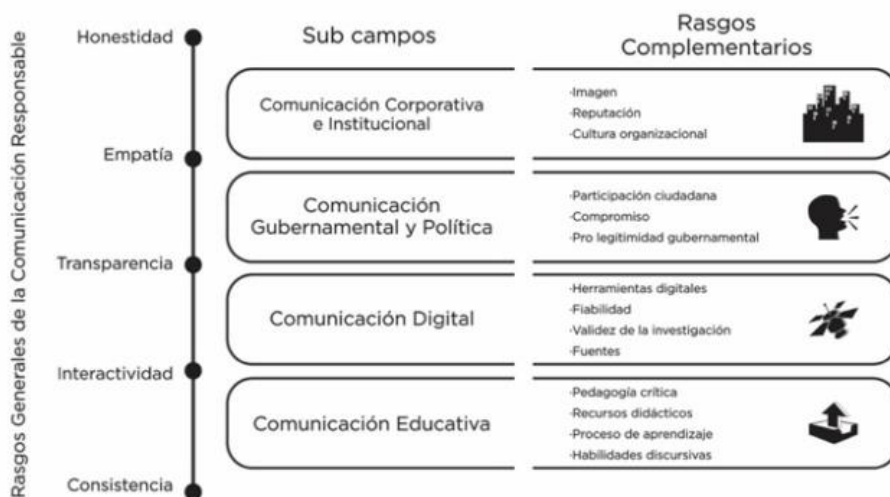 Rasgos Generales de la Comunicación Responsable
Honestidad
Empatía
Transparencia
Interactividad
Consistencia
Sub campos
Rasgos
Complementarios
Comunicación Corporativa
e Institucional
·Imagen
·Reputación
·Cultura organizacional
Comunicación
Gubernamental y Política
·Participación ciudadana
·Compromiso
·Pro legitimidad gubernamental
Comunicación Digital
·Herramientas digitales
·Fiabilidad
·Validez de la investigación
·Fuentes
Comunicación Educativa
·Pedagogía crítica
·Recursos didácticos
·Proceso de aprendizaje
·Habilidades discursivas